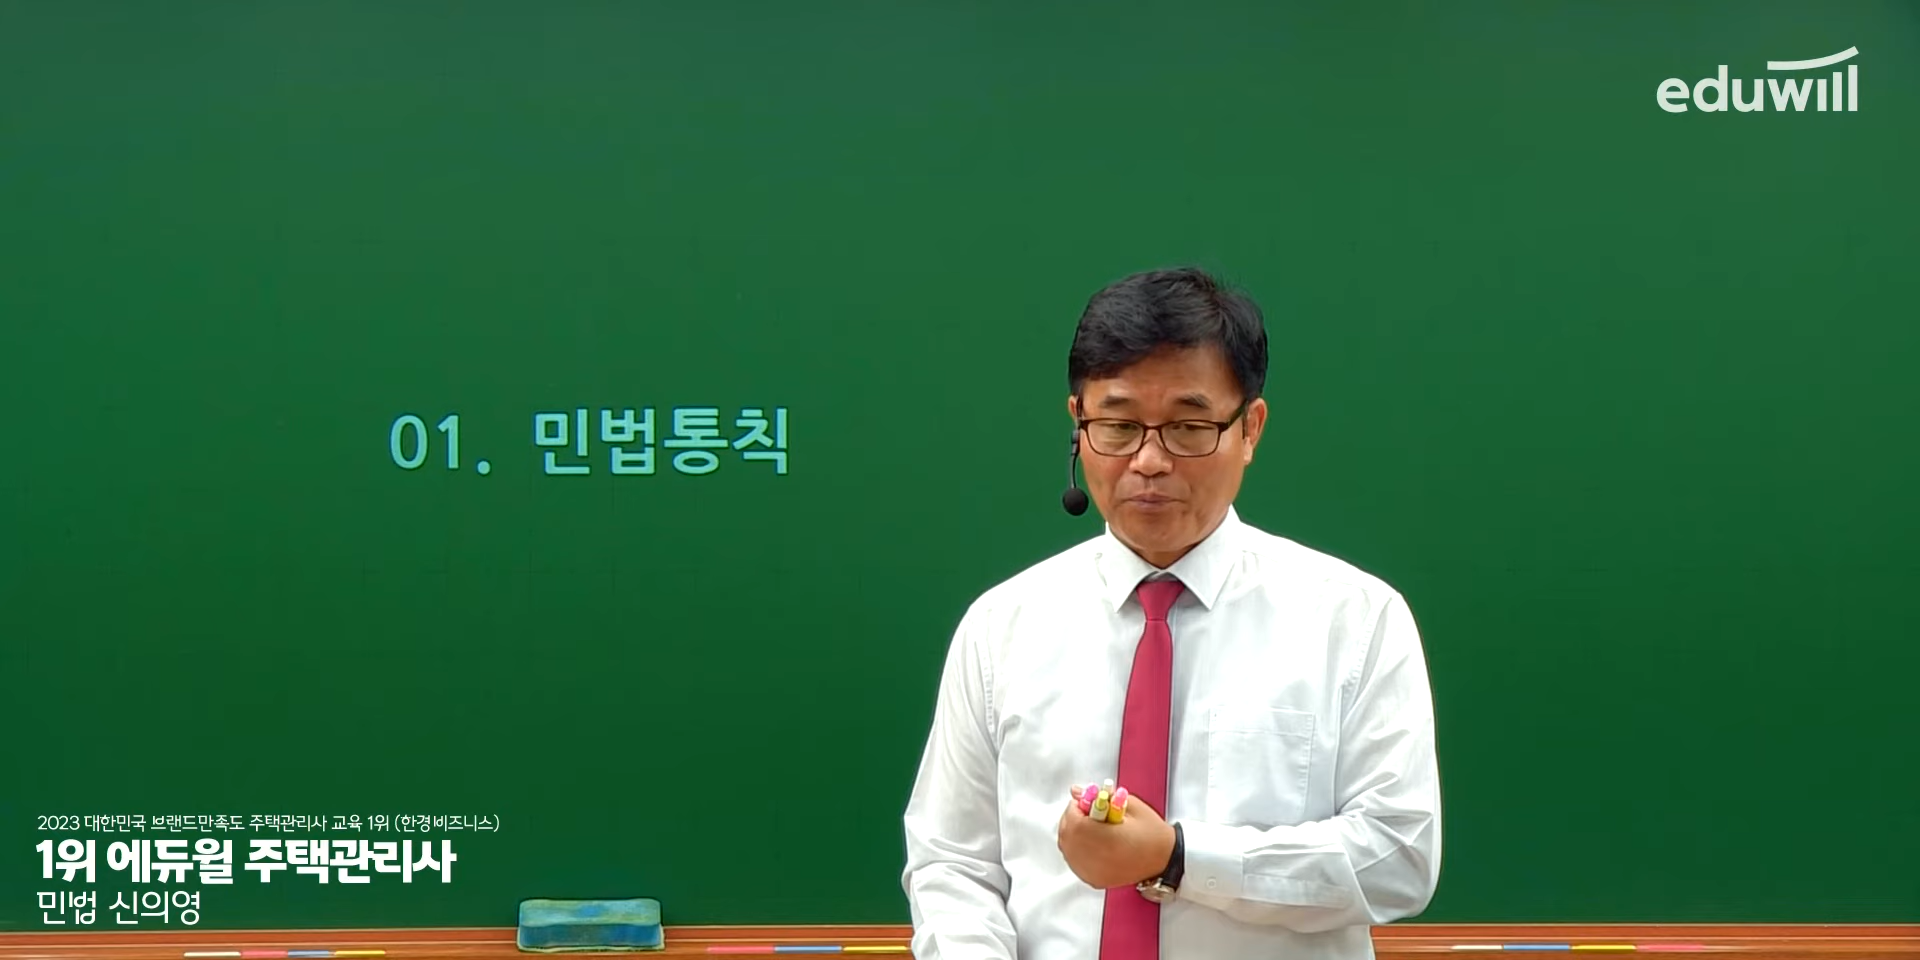 eduwill
01. 민법통칙
2023 대한민국 브랜드만족도 주택관리사 교육 1위 (한경비즈니스)
1위 에듀윌 주택관리사
민법 신의영